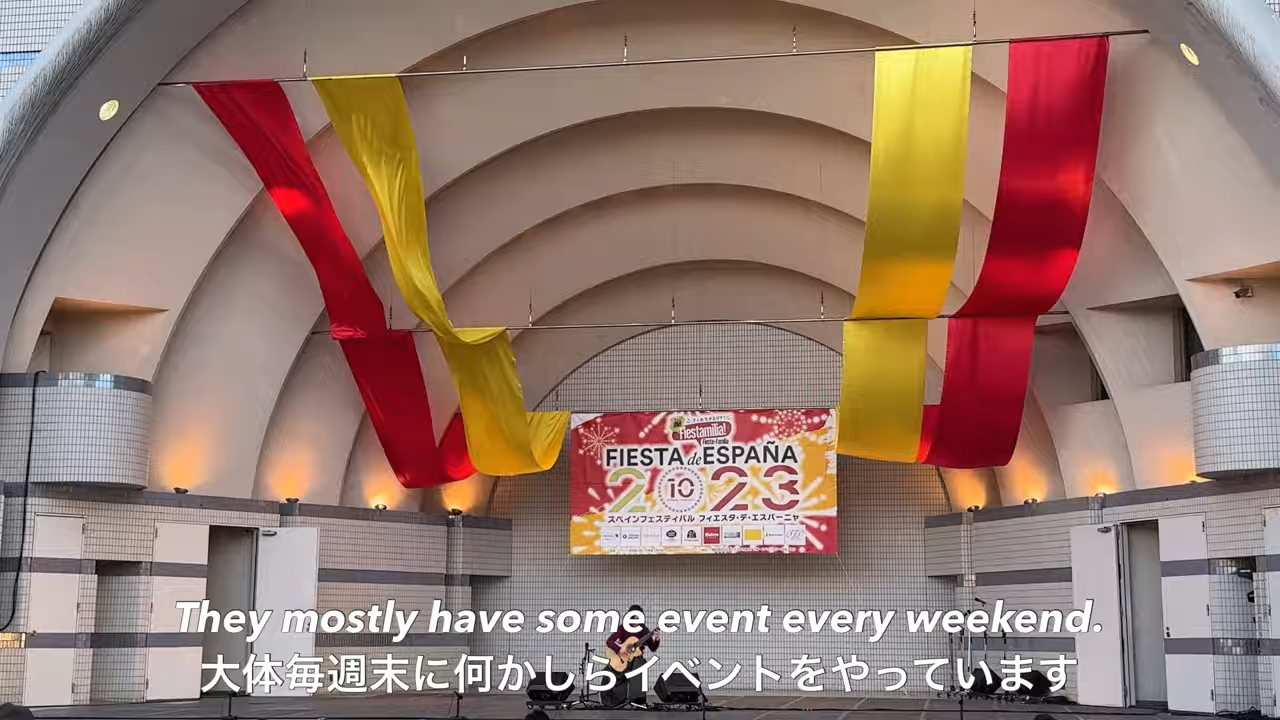 Fiestamilia!
Fiesta・Familia
FIESTA de ESPAÑA
2023
10
スペインフェスティバル フィエスタ・デ・エスパーニャ
They mostly have some event every weekend.
大体毎週末に何かしらイベントをやっています